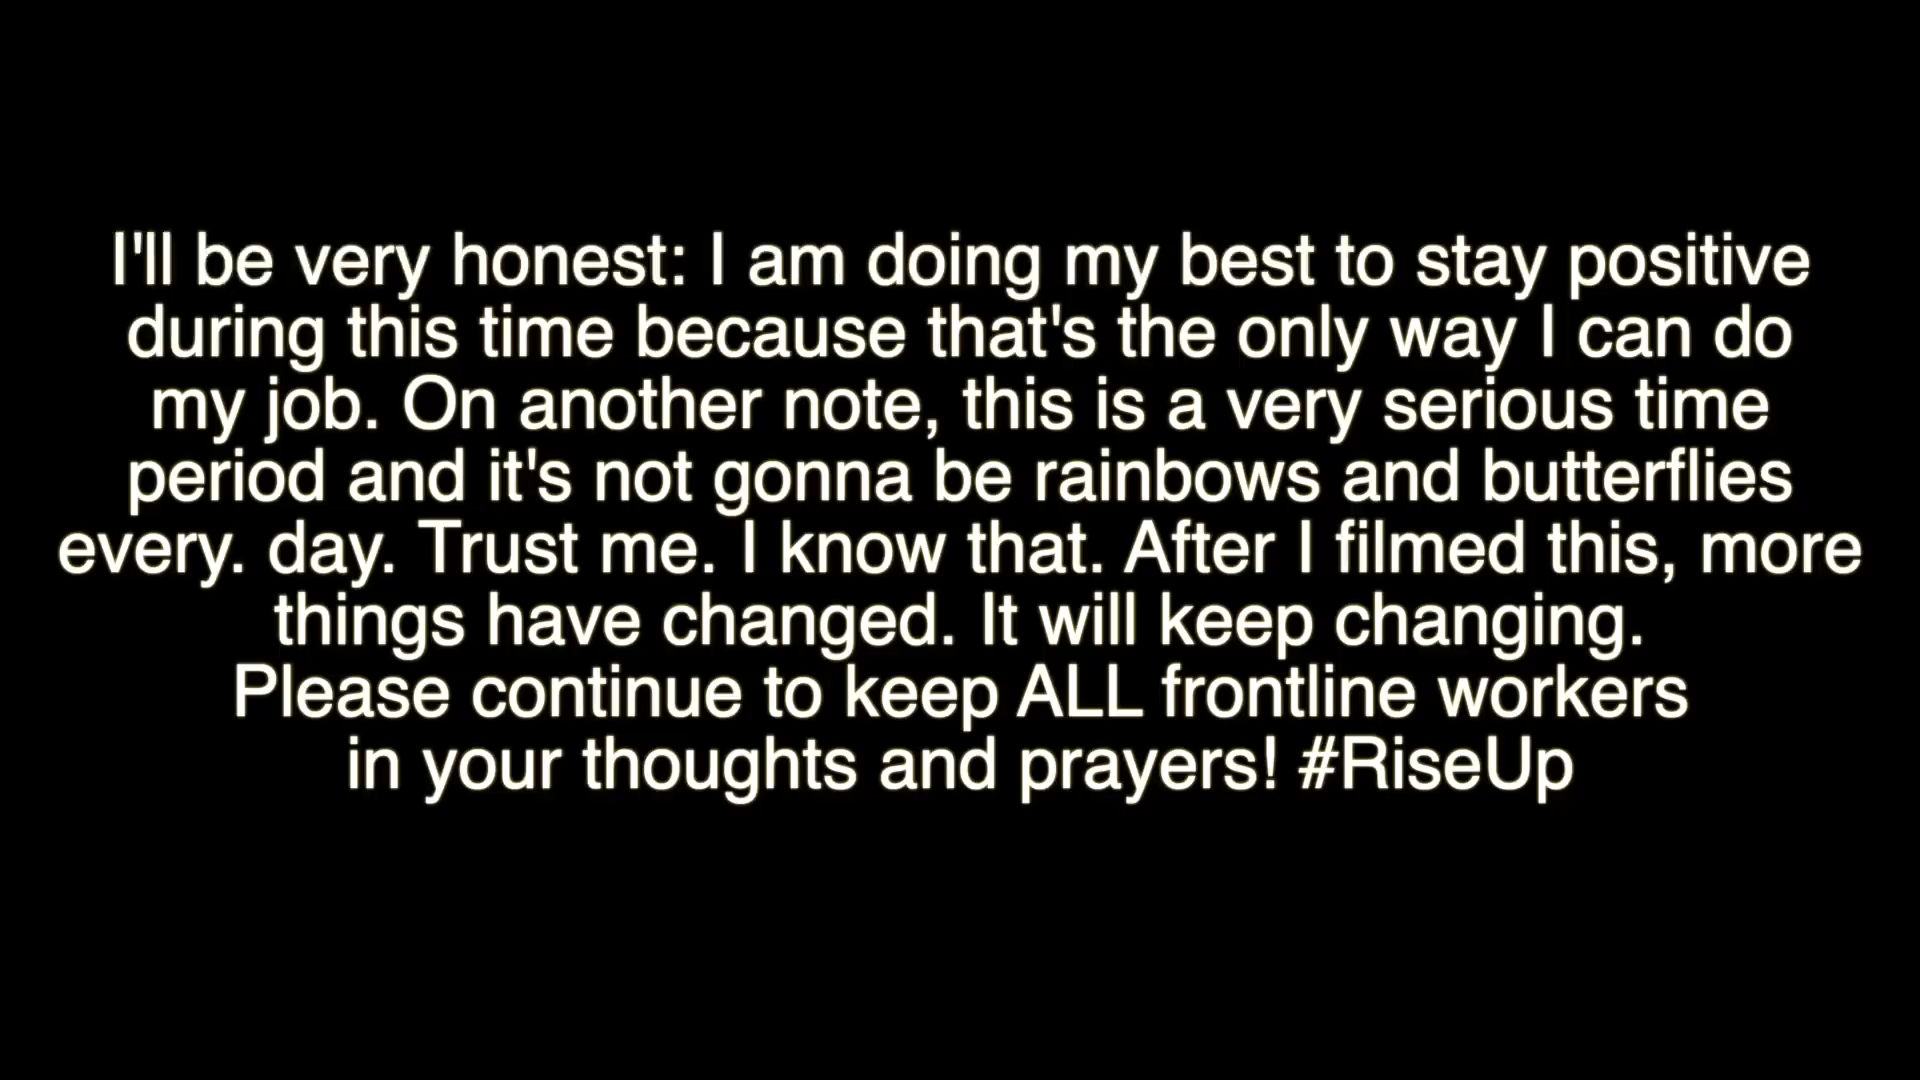 I'll be very honest: I am doing my best to stay positive
during this time because that's the only way I can do
my job. On another note, this is a very serious time
period and it's not gonna be rainbows and butterflies
every. day. Trust me. I know that. After I filmed this, more
things have changed. It will keep changing.
Please continue to keep ALL frontline workers
in your thoughts and prayers! #RiseUp